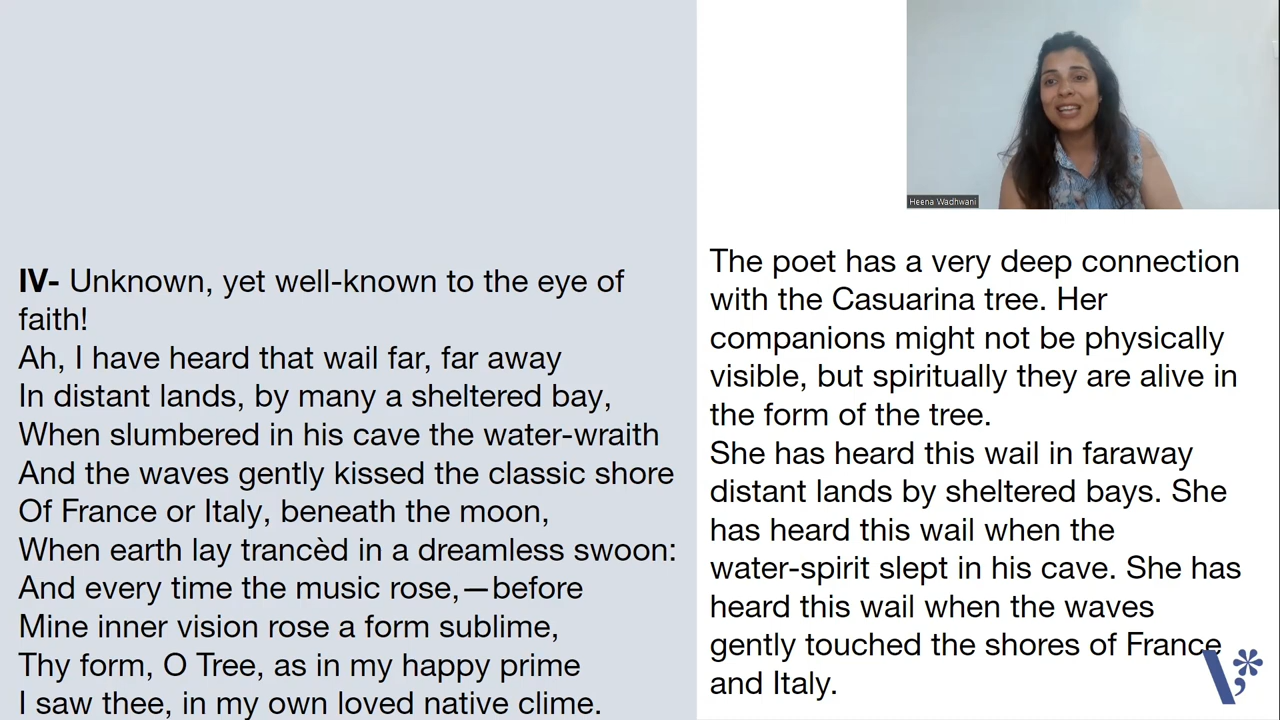 IV- Unknown, yet well-known to the eye of
faith!
Ah, I have heard that wail far, far away
In distant lands, by many a sheltered bay,
When slumbered in his cave the water-wraith
And the waves gently kissed the classic shore
Of France or Italy, beneath the moon,
When earth lay trancèd in a dreamless swoon:
And every time the music rose,—before
Mine inner vision rose a form sublime,
Thy form, O Tree, as in my happy prime
I saw thee, in my own loved native clime.
Heena Wadhwani
The poet has a very deep connection
with the Casuarina tree. Her
companions might not be physically
visible, but spiritually they are alive in
the form of the tree.
She has heard this wail in faraway
distant lands by sheltered bays. She
has heard this wail when the
water-spirit slept in his cave. She has
heard this wail when the waves
gently touched the shores of France
and Italy.